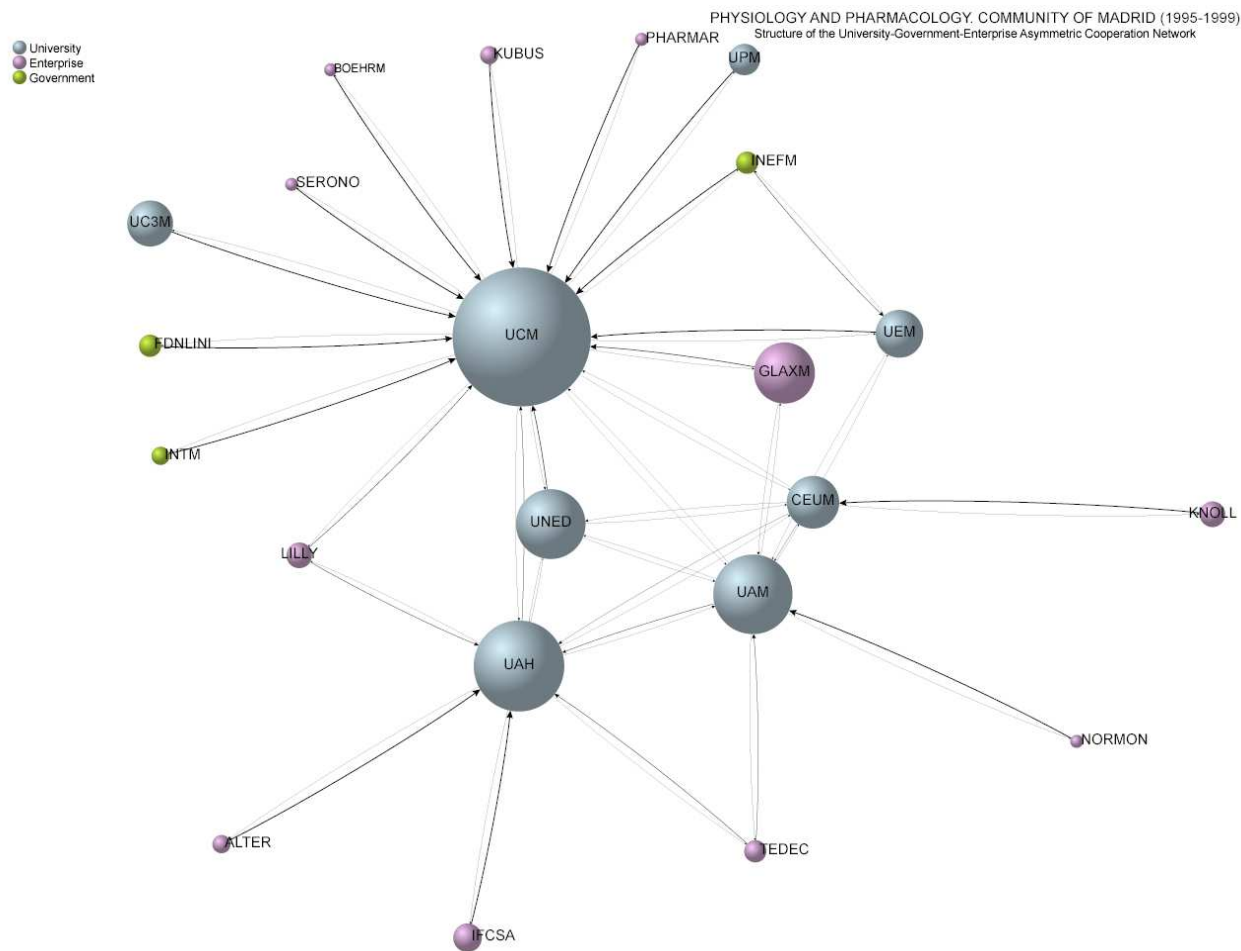 PHYSIOLOGY AND PHARMACOLOGY. COMMUNITY OF MADRID (1995-1999)
Structure of the University-Government-Enterprise Asymmetric Cooperation Network
University
Enterprise
Government
PHARMAR
KUBUS
UPM
BOEHRM
INEFM
SERONO
UC3M
UCM
UEM
FDNLINI
GLAXM
INTM
CEUM
KNOLL
UNED
LILLY
UAM
UAH
NORMON
ALTER
TEDEC
IFCSA